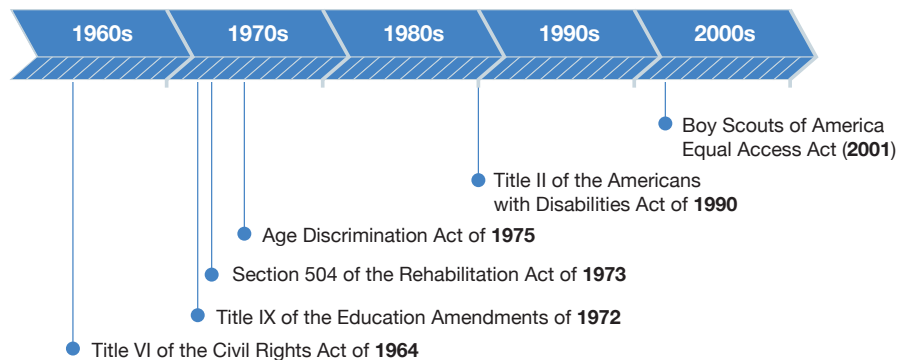 1960s 1970s 1980s 1990s 2000s
Boy Scouts of America
Equal Access Act (2001)
Title II of the Americans
with Disabilities Act of 1990
Age Discrimination Act of 1975
Section 504 of the Rehabilitation Act of 1973
Title IX of the Education Amendments of 1972
Title VI of the Civil Rights Act of 1964